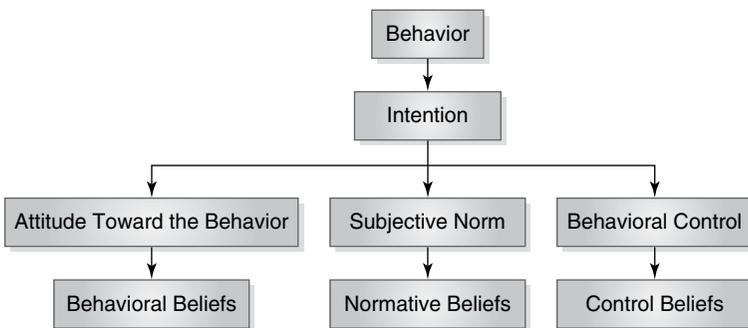 Behavior
Intention
Attitude Toward the Behavior
Subjective Norm
Behavioral Control
Behavioral Beliefs
Normative Beliefs
Control Beliefs